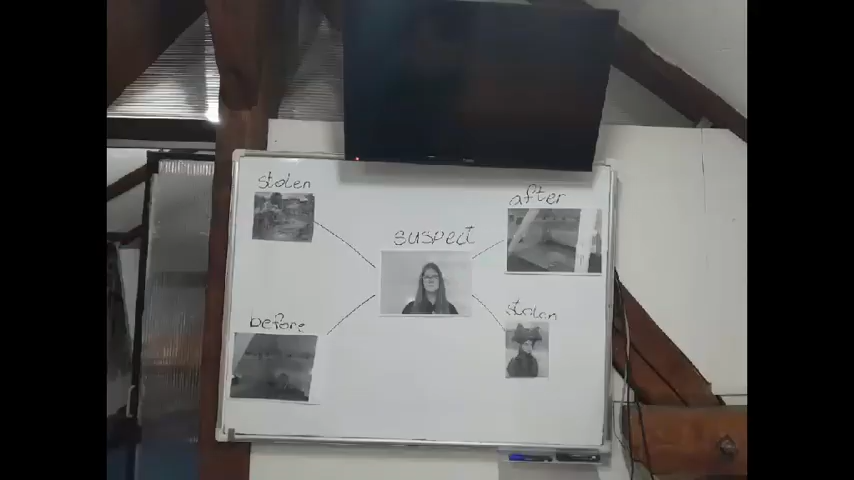 stolen
after
suspect
before
stolen